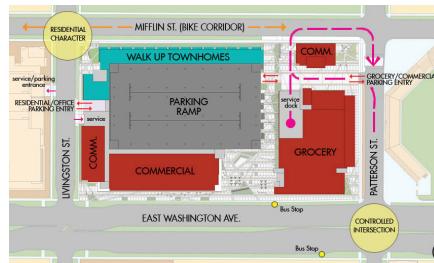 RESIDENTIAL
CHARACTER
MIFFLIN ST. (BIKE CORRIDOR)
WALK UP TOWNHOMES
COMM.
service/parking
entrance
GROCERY/COMMERCIAL
PARKING ENTRY
RESIDENTIAL/OFFICE
PARKING ENTRY
PARKING
RAMP
service
dock
service
LIVINGSTON ST.
COMM.
COMMERCIAL
GROCERY
PATTERSON ST.
EAST WASHINGTON AVE.
Bus Stop
CONTROLLED
INTERSECTION
Bus Stop